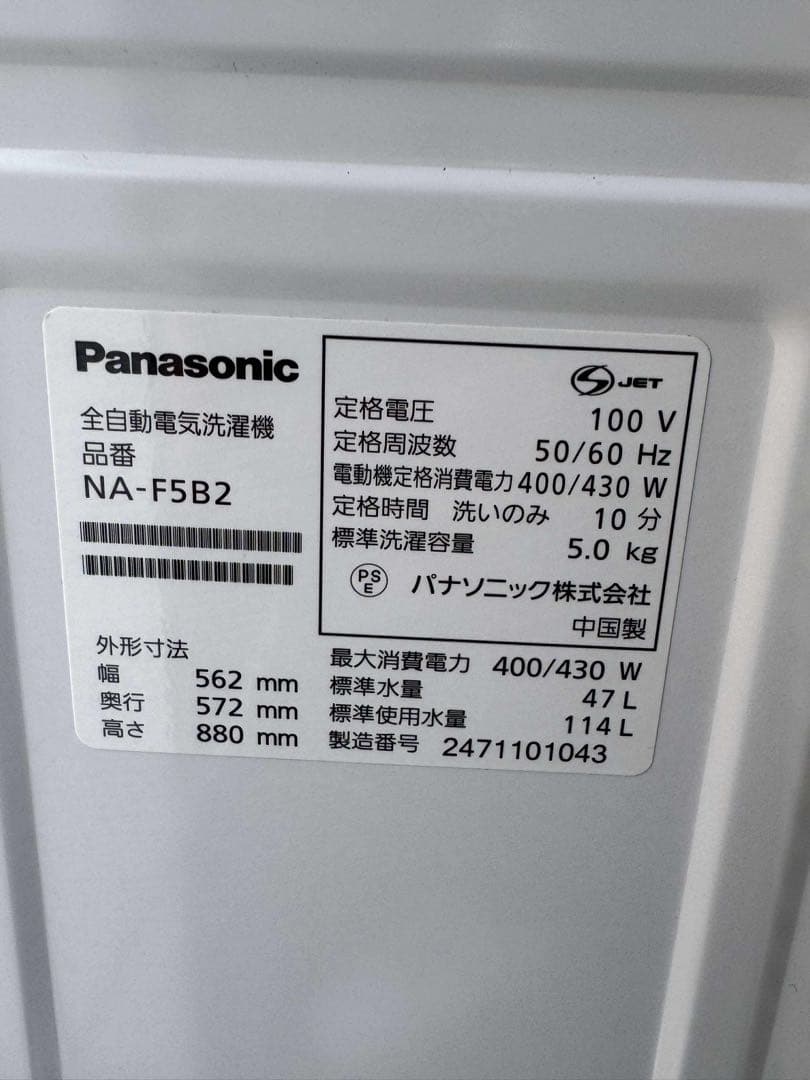 Panasonic
全自動電気洗濯機
品番
NA-F5B2
外形寸法
幅 562 mm
奥行 572 mm
高さ 880 mm
S JET
定格電圧 100 V
定格周波数 50/60 Hz
電動機定格消費電力 400/430 W
定格時間 洗いのみ 10 分
標準洗濯容量 5.0 kg
PS E パナソニック株式会社
中国製
最大消費電力 400/430 W
標準水量 47 L
標準使用水量 114 L
製造番号 2471101043